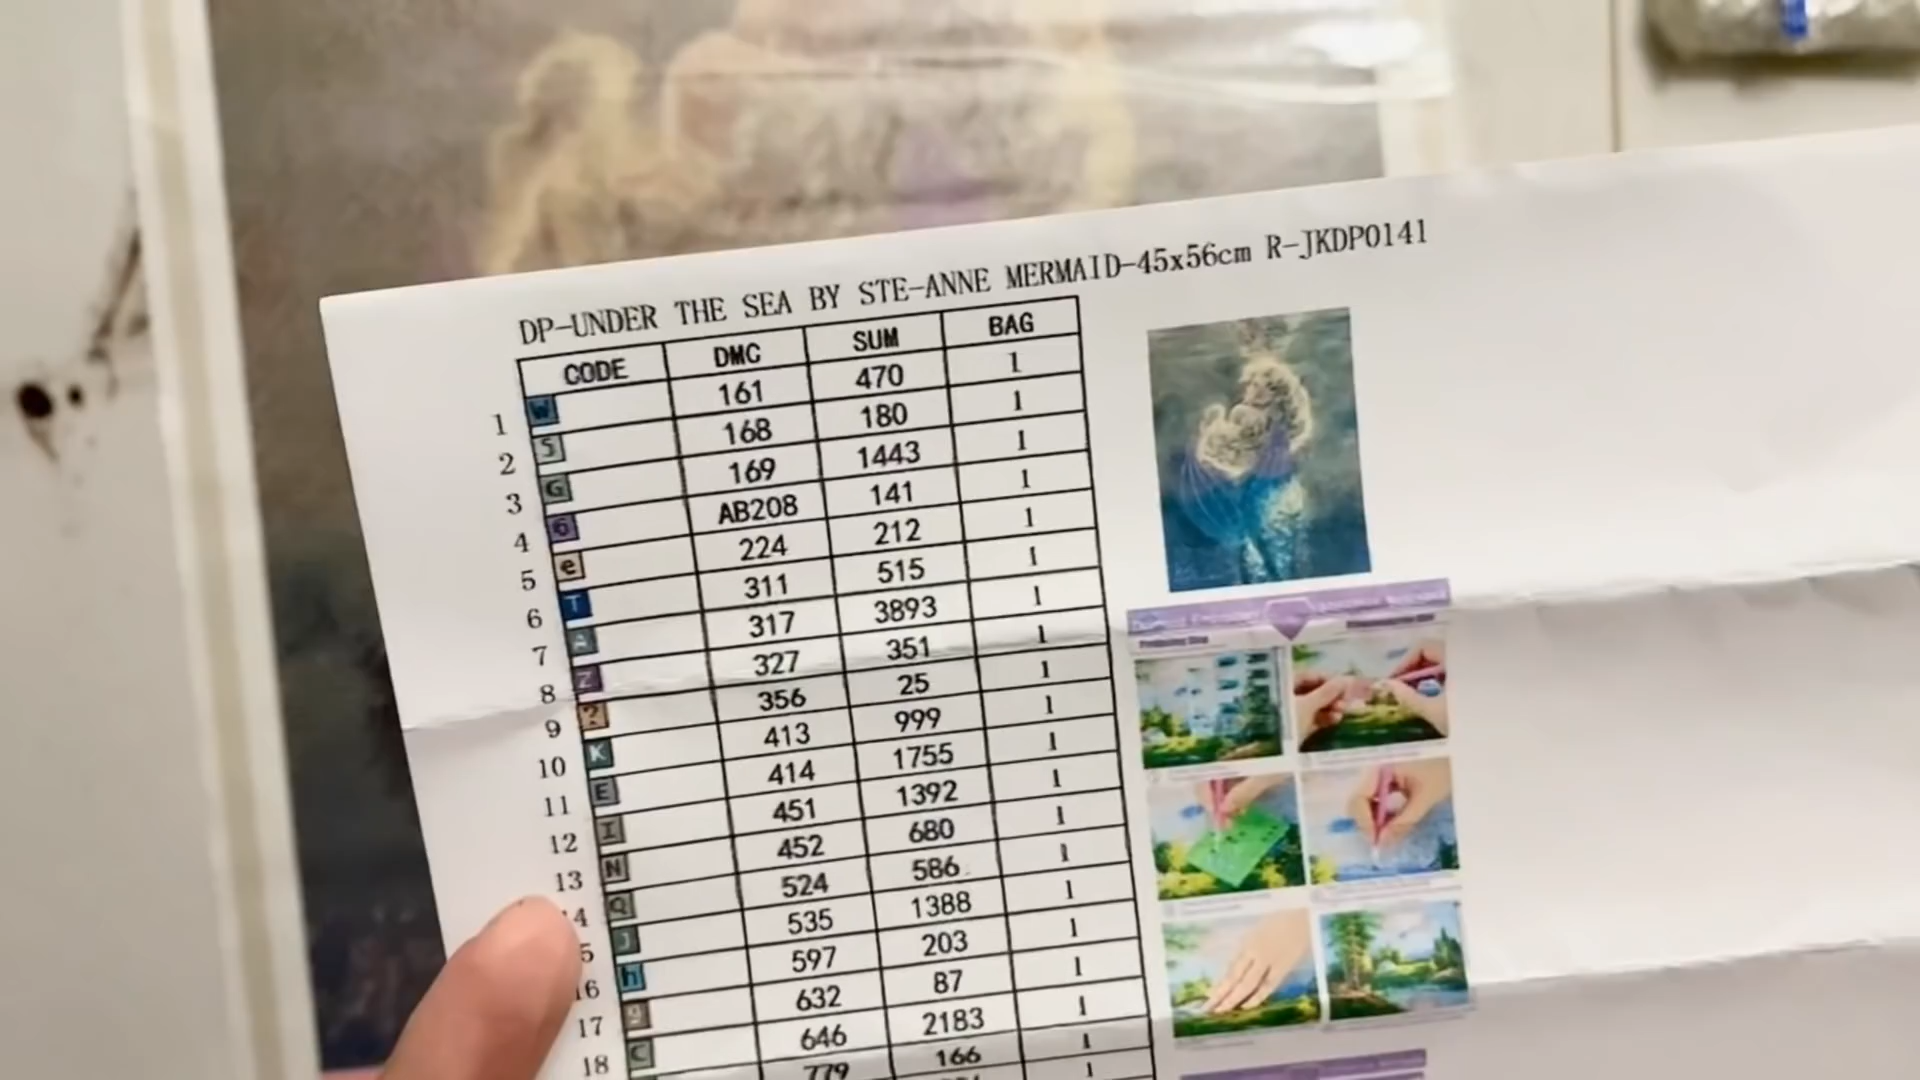 DP-UNDER THE SEA BY STE-ANNE MERMAID-45x56cm R-JKDP0141
CODE DMC SUM BAG
1 W 161 470 1
2 S 168 180 1
3 G 169 1443 1
4 6 AB208 141 1
5 e 224 212 1
6 T 311 515 1
7 A 317 3893 1
8 Z 327 351 1
9 ? 356 25 1
10 K 413 999 1
11 E 414 1755 1
12 I 451 1392 1
13 N 452 680 1
14 Q 524 586 1
5 J 535 1388 1
16 h 597 203 1
17 9 632 87 1
18 C 646 2183 1
779 166 1